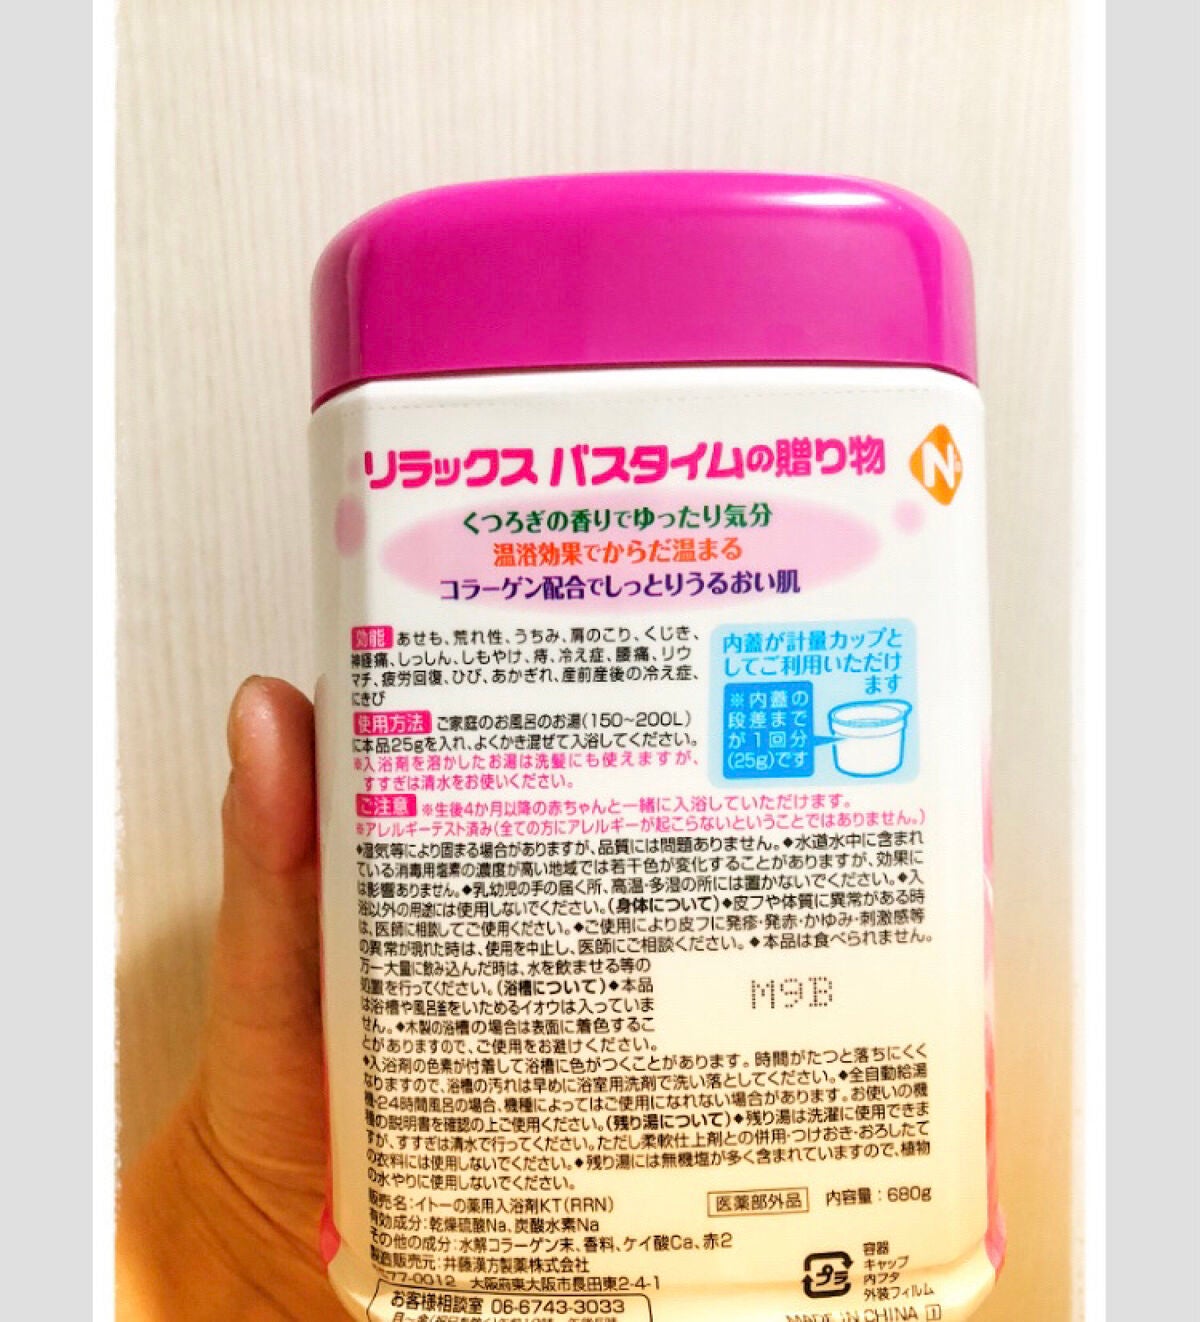 リラックス バスタイムの贈り物
N
くつろぎの香りでゆったり気分
温浴効果でからだ温まる
コラーゲン配合でしっとりうるおい肌
効能 あせも、荒れ性、うちみ、肩のこり、くじき、
神経痛、しっしん、しもやけ、痔、冷え症、腰痛、リウ
マチ、疲労回復、ひび、あかぎれ、産前産後の冷え症、
にきび
内蓋が計量カップと
してご利用いただけ
ます
※内蓋の
段差まで
が1回分
(25g)です
使用方法 ご家庭のお風呂のお湯(150~200L)
に本品25gを入れ、よくかき混ぜて入浴してください。
※入浴剤を溶かしたお湯は洗髪にも使えますが、
すすぎは清水をお使いください。
ご注意 ※生後4か月以降の赤ちゃんと一緒に入浴していただけます。
※アレルギーテスト済み(全ての方にアレルギーが起こらないということではありません。)
◆湿気等により固まる場合がありますが、品質には問題ありません。◆水道水中に含まれ
ている消毒用塩素の濃度が高い地域では若干色が変化することがありますが、効果に
は影響ありません。◆乳幼児の手の届く所、高温・多湿の所には置かないでください。◆入
浴以外の用途には使用しないでください。(身体について)◆皮フや体質に異常がある時
は、医師に相談してご使用ください。◆ご使用により皮フに発疹・発赤・かゆみ・刺激感等
の異常が現れた時は、使用を中止し、医師にご相談ください。◆本品は食べられません。
万一大量に飲み込んだ時は、水を飲ませる等の
処置を行ってください。(浴槽について)◆本品
は浴槽や風呂釜をいためるイオウは入っていま
せん。◆木製の浴槽の場合は表面に着色するこ
とがありますので、ご使用をお避けください。
M9B
◆入浴剤の色素が付着して浴槽に色がつくことがあります。時間がたつと落ちにくく
なりますので、浴槽の汚れは早めに浴室用洗剤で洗い落としてください。◆全自動給湯
機・24時間風呂の場合、機種によってはご使用になれない場合があります。お使いの機
種の説明書を確認の上ご使用ください。(残り湯について)◆残り湯は洗濯に使用できま
すが、すすぎは清水で行ってください。ただし柔軟仕上剤との併用・つけおき・おろしたて
の衣料には使用しないでください。◆残り湯には無機塩が多く含まれていますので、植物
の水やりに使用しないでください。
販売名:イトーの薬用入浴剤KT(RRN)
医薬部外品 内容量:680g
有効成分:乾燥硫酸Na、炭酸水素Na
その他の成分:水解コラーゲン末、香料、ケイ酸Ca、赤2
製造販売元:井藤漢方製薬株式会社
77-0012 大阪府東大阪市長田東2-4-1
お客様相談室 06-6743-3033
プラ
容器
キャップ
内フタ
外装フィルム
MADE IN CHINA